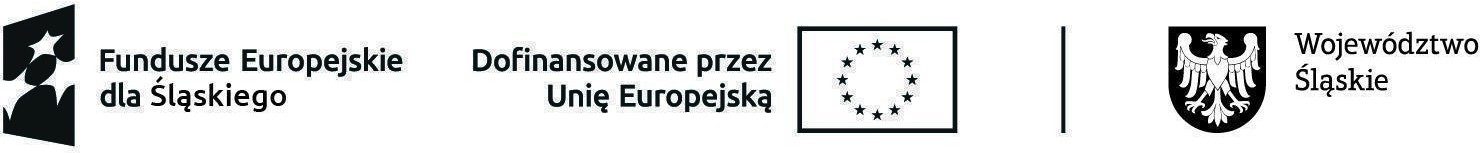 Fundusze Europejskie
dla Śląskiego
Dofinansowane przez
Unię Europejską
Województwo
Śląskie